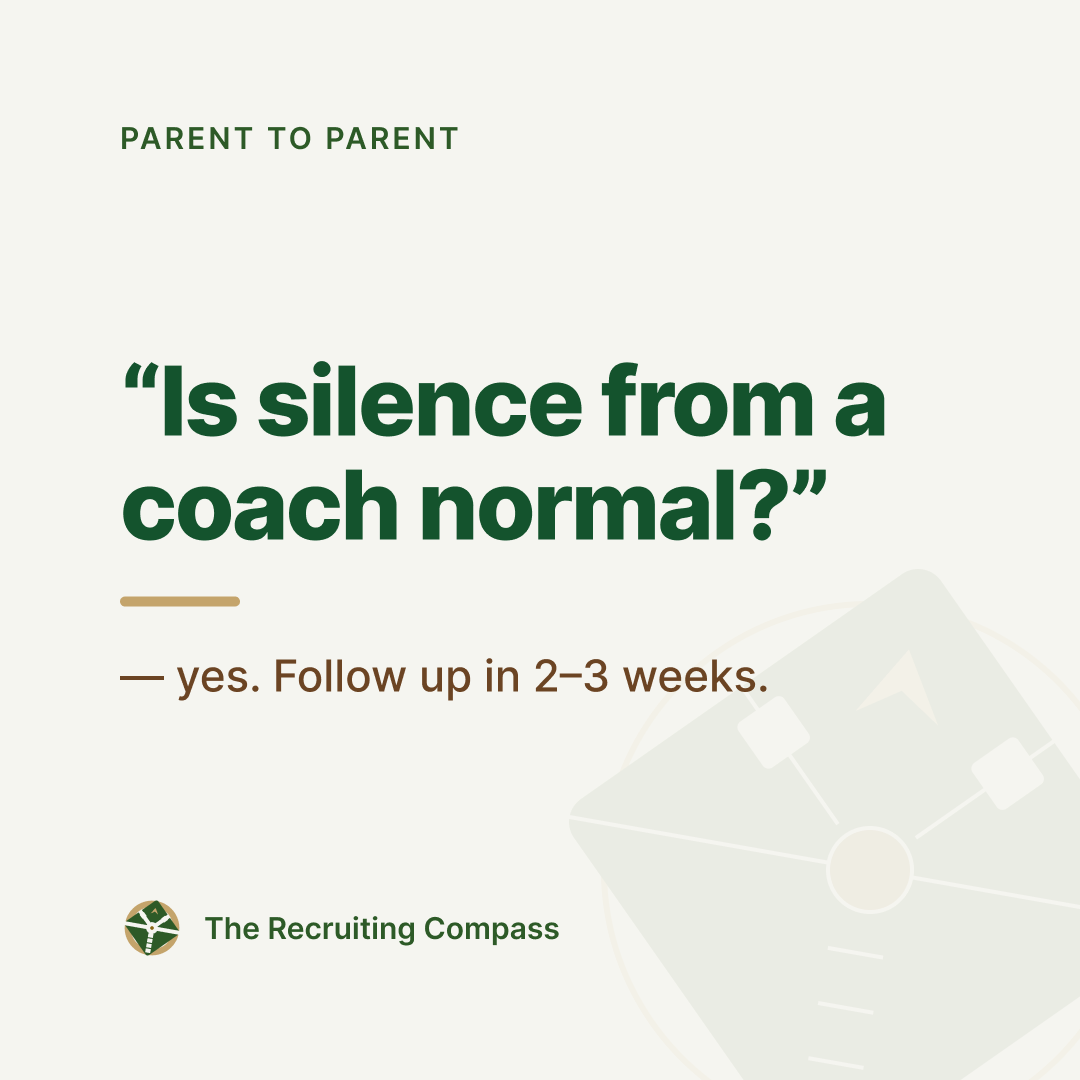 PARENT TO PARENT
“Is silence from a
coach normal?”
— yes. Follow up in 2–3 weeks.
The Recruiting Compass